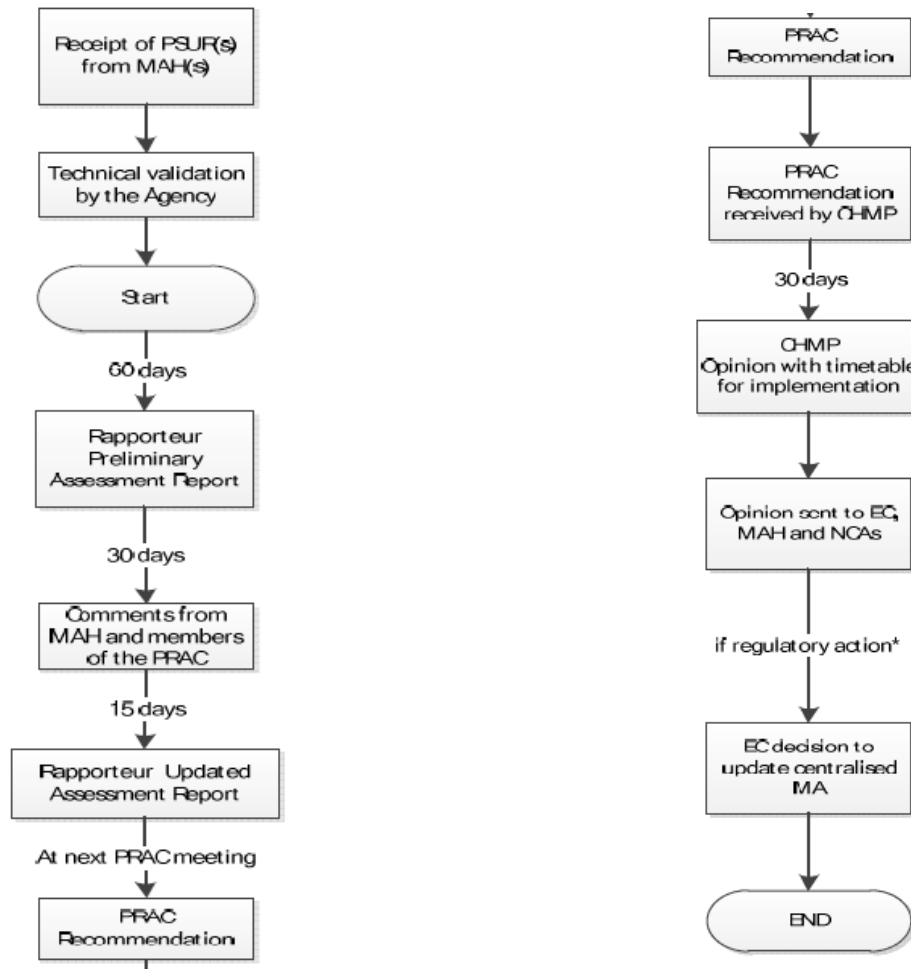 Receipt of PSUR(s)
from MAH(s)
Technical validation
by the Agency
Start
60 days
Rapporteur
Preliminary
Assessment Report
30 days
Comments from
MAH and members
of the PRAC
15 days
Rapporteur Updated
Assessment Report
At next PRAC meeting
PRAC
Recommendation
PRAC
Recommendation
PRAC
Recommendation
received by CHMP
30 days
CHMP
Opinion with timetable
for implementation
Opinion sent to EC,
MAH and NCAs
if regulatory action*
EC decision to
update centralised
MA
END